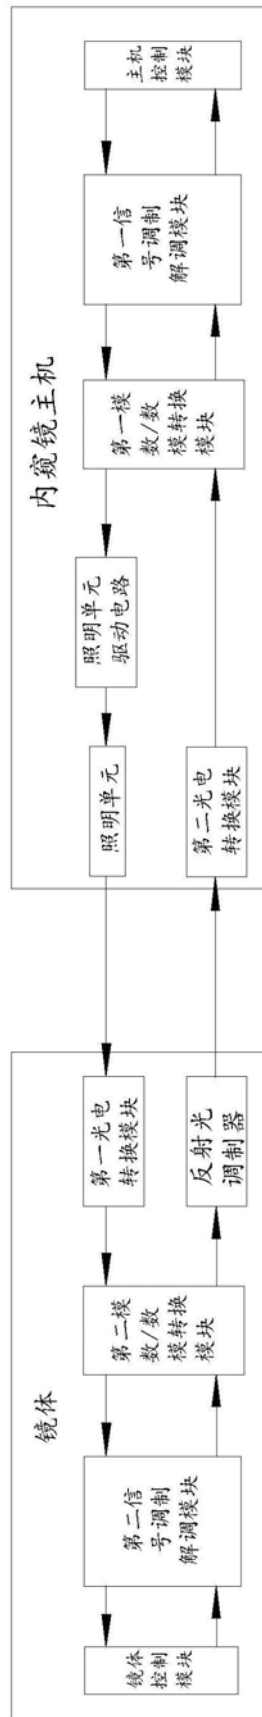 内窥镜主机
主机
控制
模块
第一信
号调制
解调模块
第一模
数/数
模转换
模块
照明单元
驱动电路
照明单元
第二光电
转换模块
镜体
第一光电
转换模块
反射光
调制器
第二模
数/数
模转换
模块
第二信
号调制
解调模块
镜体
控制
模块